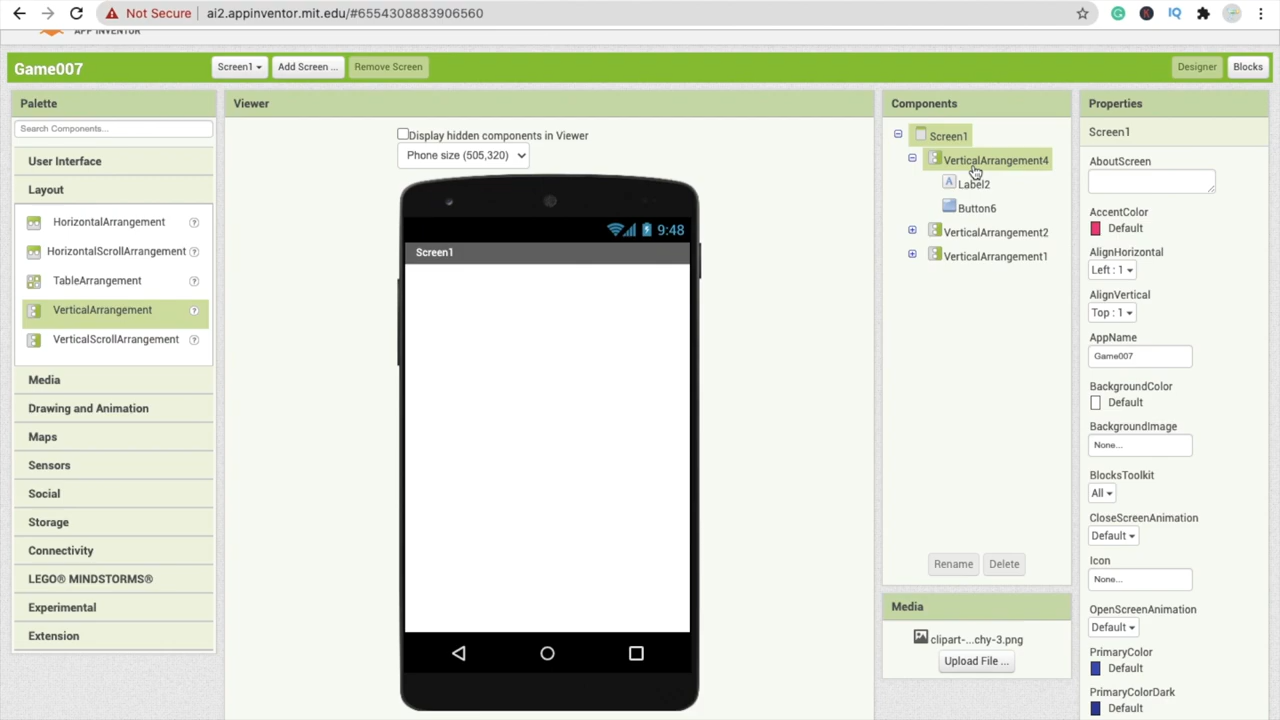 Not Secure ai2.appinventor.mit.edu/#6554308883906560
APP INVENTOR
Game007
Screen1
Add Screen ...
Remove Screen
Designer
Blocks
Palette
Search Components...
User Interface
Layout
HorizontalArrangement ?
HorizontalScrollArrangement ?
TableArrangement ?
VerticalArrangement ?
VerticalScrollArrangement ?
Media
Drawing and Animation
Maps
Sensors
Social
Storage
Connectivity
LEGO® MINDSTORMS®
Experimental
Extension
Viewer
Display hidden components in Viewer
Phone size (505,320)
9:48
Screen1
Components
Screen1
VerticalArrangement4
A Label2
Button6
VerticalArrangement2
VerticalArrangement1
Rename
Delete
Media
clipart-...chy-3.png
Upload File ...
Properties
Screen1
AboutScreen
AccentColor
Default
AlignHorizontal
Left : 1
AlignVertical
Top : 1
AppName
Game007
BackgroundColor
Default
BackgroundImage
None...
BlocksToolkit
All
CloseScreenAnimation
Default
Icon
None...
OpenScreenAnimation
Default
PrimaryColor
Default
PrimaryColorDark
Default